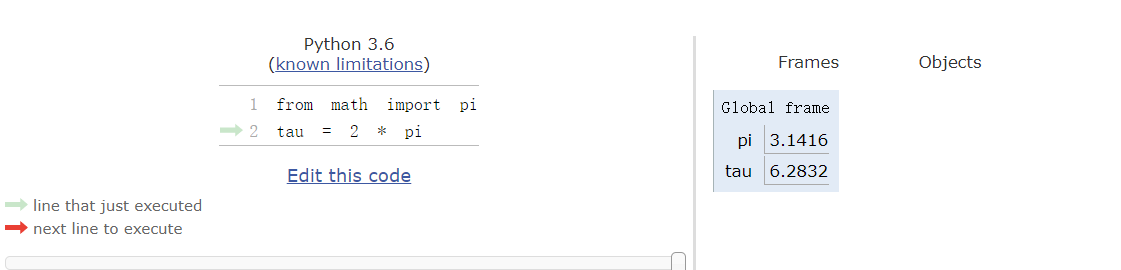 Python 3.6
(known limitations)
1 from math import pi
2 tau = 2 * pi
Edit this code
line that just executed
next line to execute
Frames Objects
Global frame
pi 3.1416
tau 6.2832